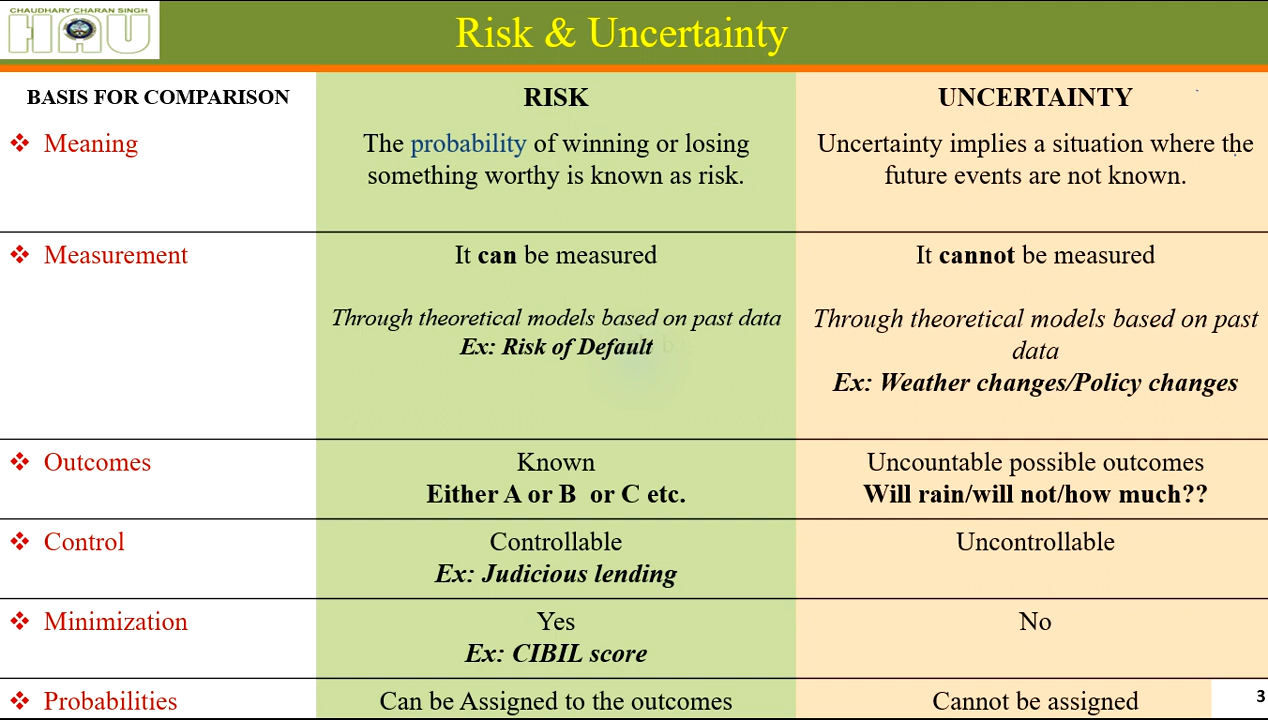 CHAUDHARY CHARAN SINGH
HAU
Risk & Uncertainty
BASIS FOR COMPARISON
RISK
UNCERTAINTY
Meaning
The probability of winning or losing
something worthy is known as risk.
Uncertainty implies a situation where the
future events are not known.
Measurement
It can be measured
Through theoretical models based on past data
Ex: Risk of Default
It cannot be measured
Through theoretical models based on past
data
Ex: Weather changes/Policy changes
Outcomes
Known
Either A or B or C etc.
Uncountable possible outcomes
Will rain/will not/how much??
Control
Controllable
Ex: Judicious lending
Uncontrollable
Minimization
Yes
Ex: CIBIL score
No
Probabilities
Can be Assigned to the outcomes
Cannot be assigned
3